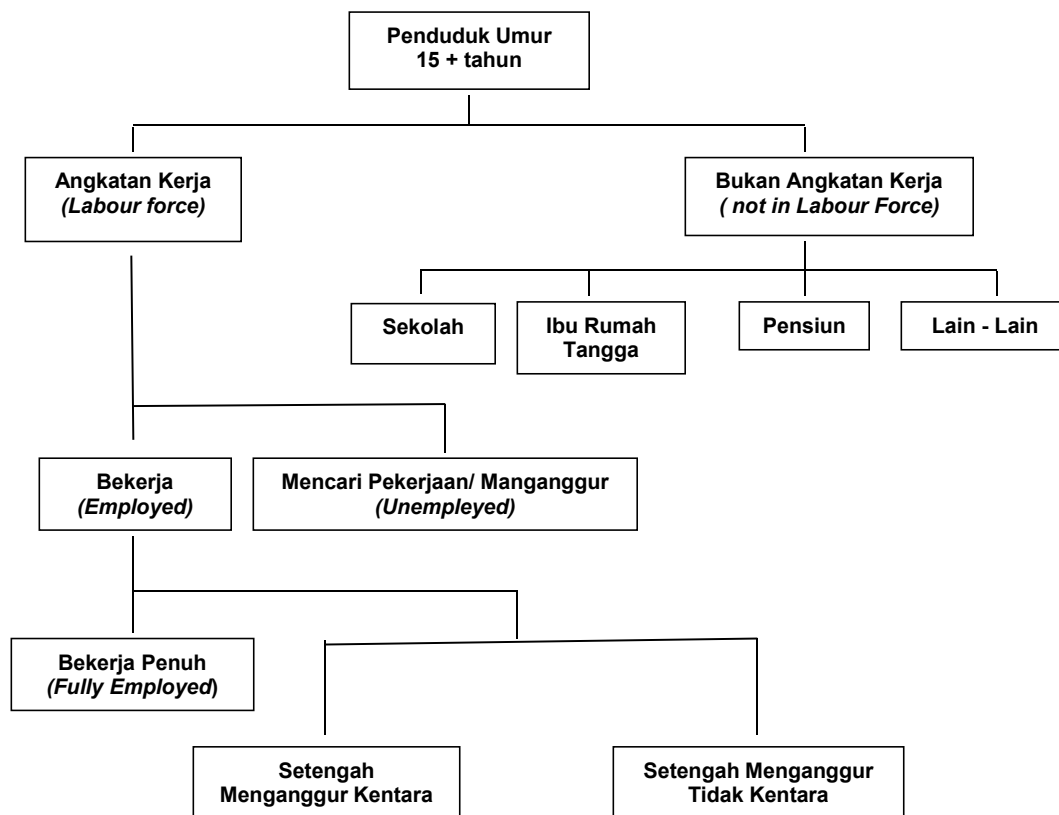 Penduduk Umur
15 + tahun
Angkatan Kerja
(Labour force)
Bukan Angkatan Kerja
( not in Labour Force)
Sekolah
Ibu Rumah
Tangga
Pensiun
Lain - Lain
Bekerja
(Employed)
Mencari Pekerjaan/ Manganggur
(Unempleyed)
Bekerja Penuh
(Fully Employed)
Setengah
Menganggur Kentara
Setengah Menganggur
Tidak Kentara